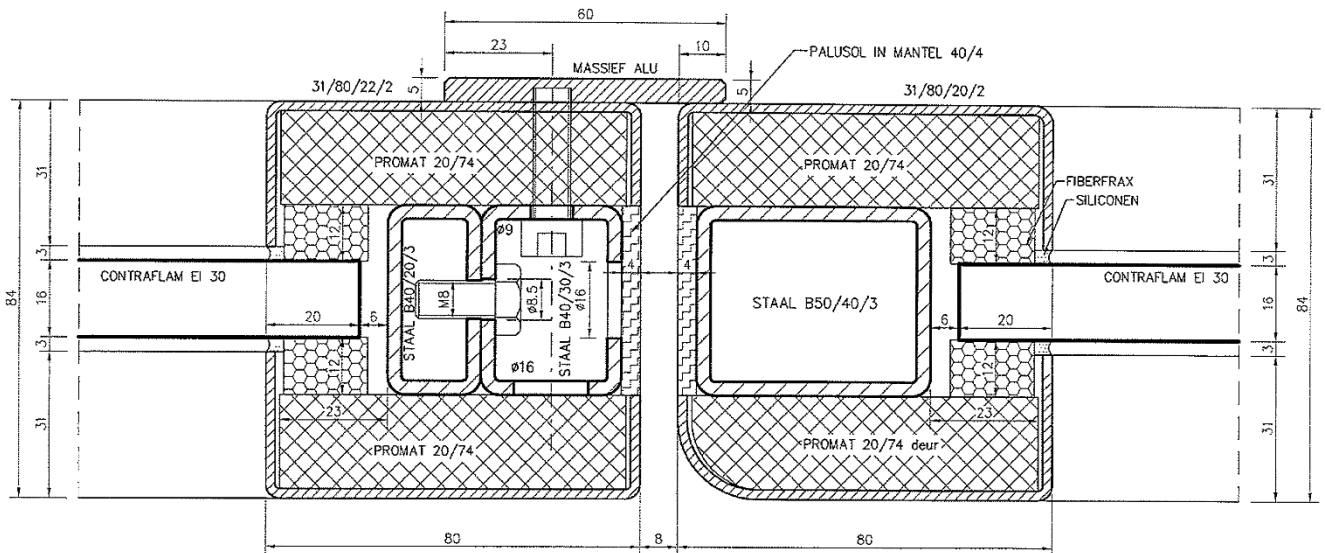 60
23
10
PALUSOL IN MANTEL 40/4
MASSIEF ALU
31/80/22/2
5
5
31/80/20/2
PROMAT 20/74
PROMAT 20/74
31
31
FIBERFRAX
SILICONEN
12
12
Ø9
3
3
CONTRAFLAM EI 30
STAAL B40/20/3
M8
Ø8.5
STAAL B40/30/3
Ø16
4
4
STAAL B50/40/3
CONTRAFLAM EI 30
84
16
16
84
20
6
6
20
3
3
12
Ø16
12
23
23
31
31
PROMAT 20/74
PROMAT 20/74 deur
80
8
80